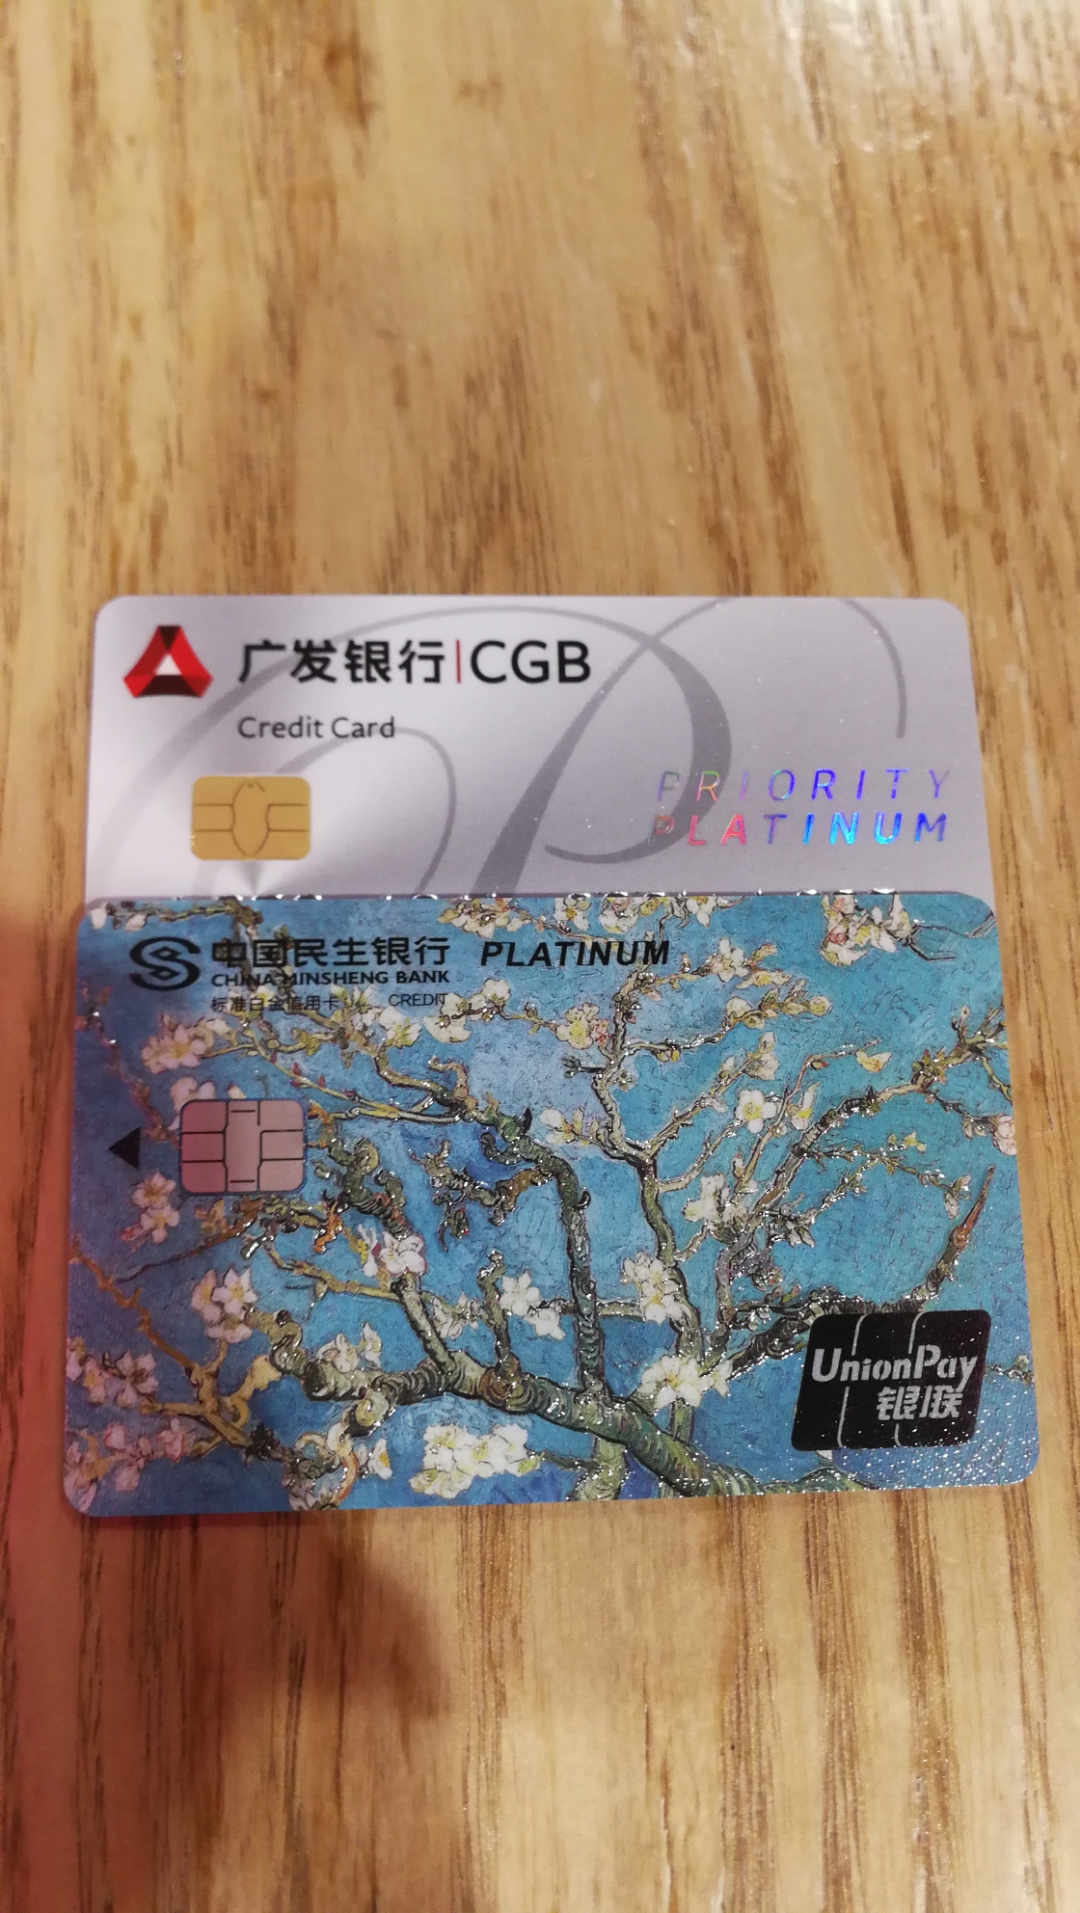 广发银行|CGB
Credit Card
PRIORITY
PLATINUM
中国民生银行 PLATINUM
CHINA MINSHENG BANK
标准白金信用卡 CREDIT
UnionPay
银联